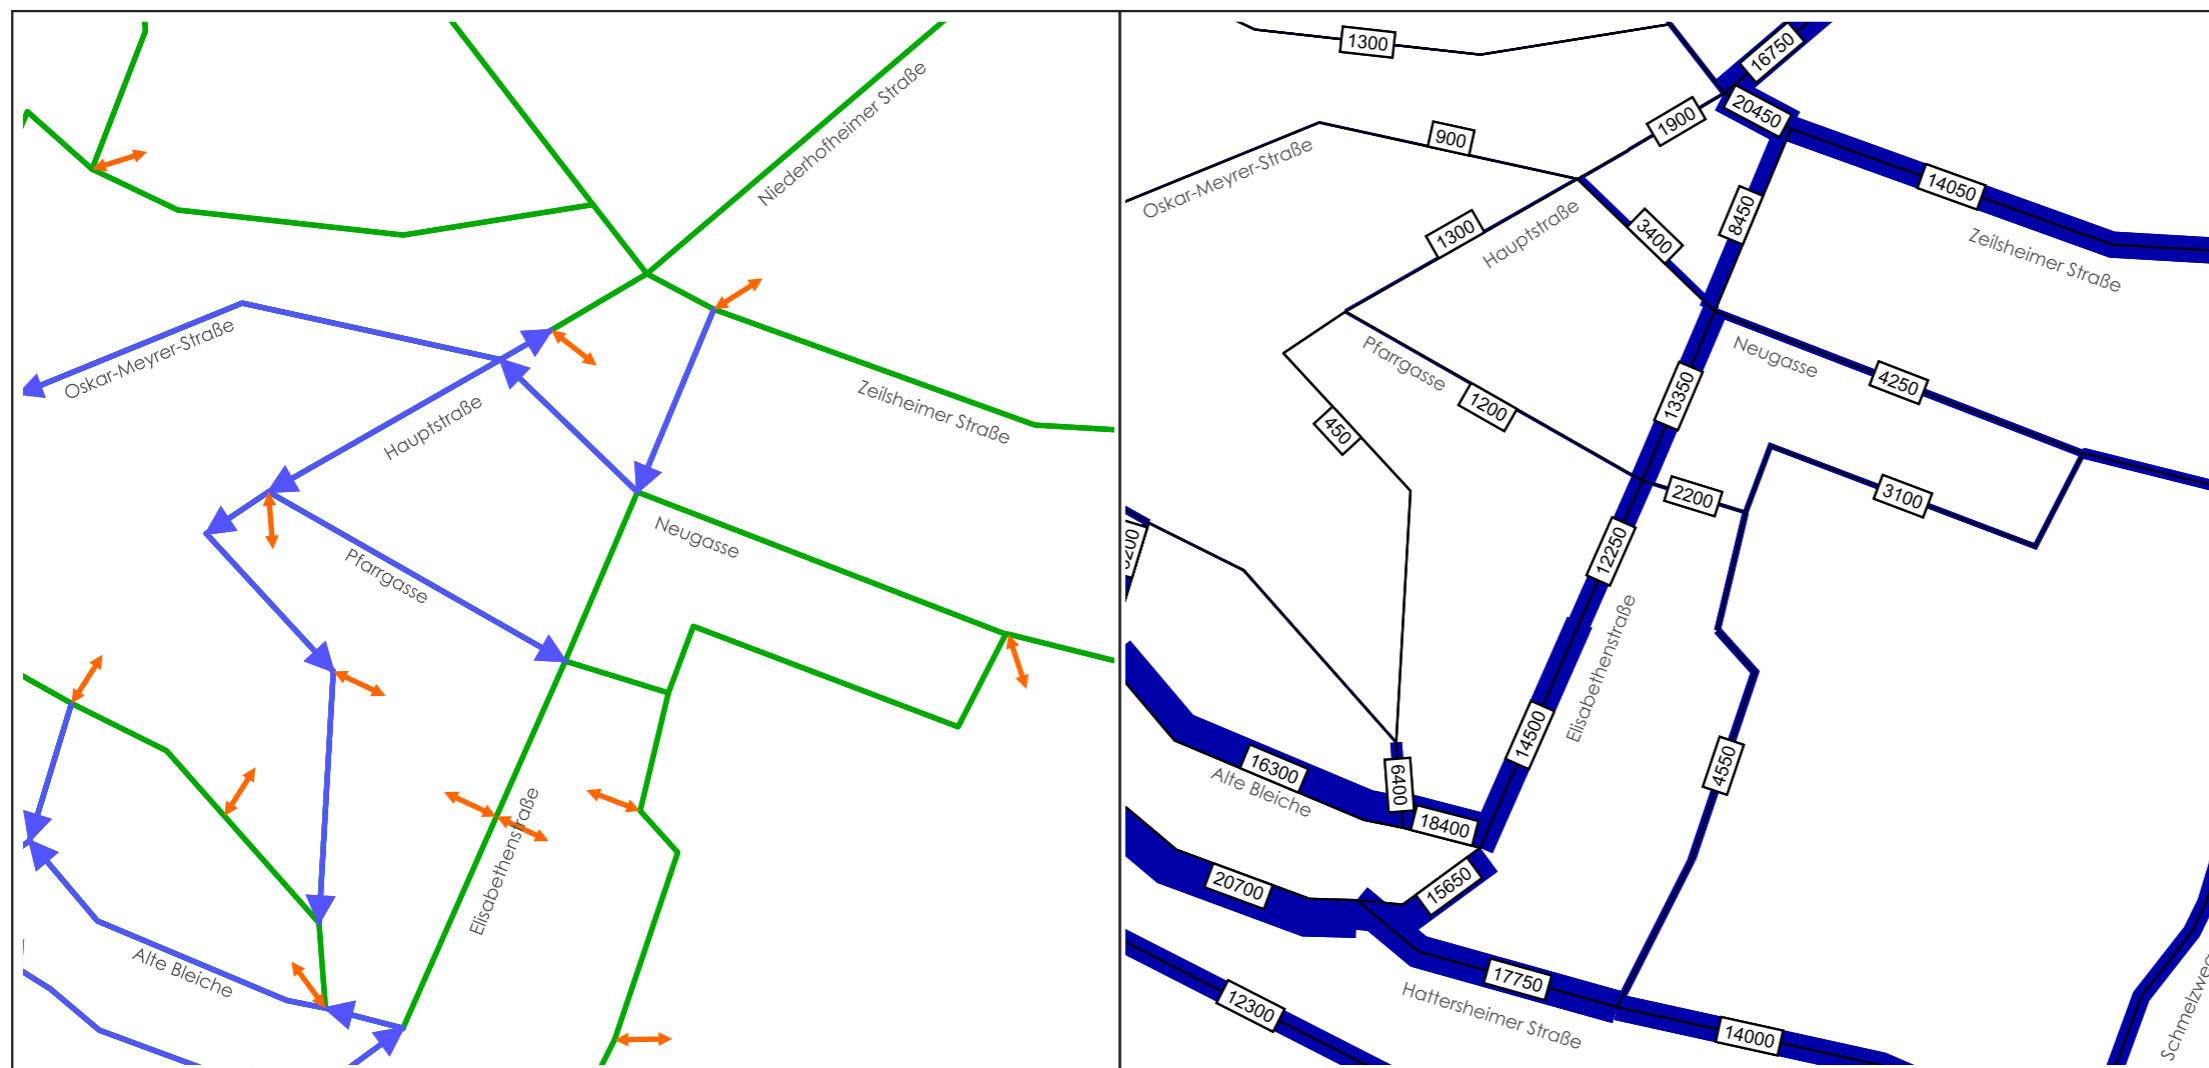 Niederhofheimer Straße
Oskar-Meyrer-Straße
Hauptstraße
Zeilsheimer Straße
Pfarrgasse
Neugasse
Elisabethenstraße
Alte Bleiche
1300
16750
20450
1900
900
Oskar-Meyrer-Straße
14050
8450
1300
Hauptstraße
3400
Zeilsheimer Straße
Pfarrgasse
Neugasse
13350
4250
1200
450
2200
3100
12250
Elisabethenstraße
14500
16300
6400
4550
Alte Bleiche
18400
20700
15650
17750
12300
Hattersheimer Straße
14000